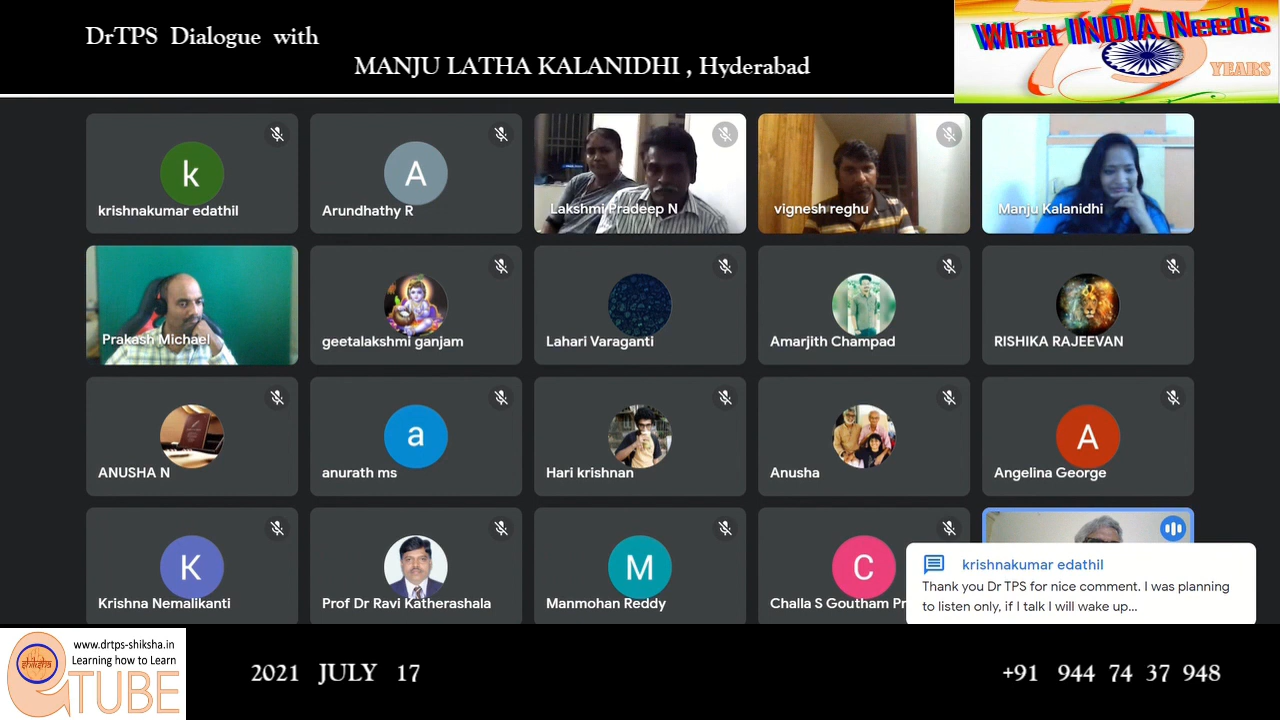 DrTPS Dialogue with
MANJU LATHA KALANIDHI , Hyderabad
What INDIA Needs
75
YEARS
k
krishnakumar edathil
A
Arundhathy R
Lakshmi Pradeep N
vignesh reghu
Manju Kalanidhi
Prakash Michael
geetalakshmi ganjam
Lahari Varaganti
Amarjith Champad
RISHIKA RAJEEVAN
ANUSHA N
a
anurath ms
Hari krishnan
Anusha
A
Angelina George
K
Krishna Nemalikanti
Prof Dr Ravi Katherashala
M
Manmohan Reddy
C
Challa S Goutham Pr
krishnakumar edathil
Thank you Dr TPS for nice comment. I was planning
to listen only, if I talk I will wake up...
www.drtps-shiksha.in
Learning how to Learn
shiksha
TUBE
2021 JULY 17
+91 944 74 37 948